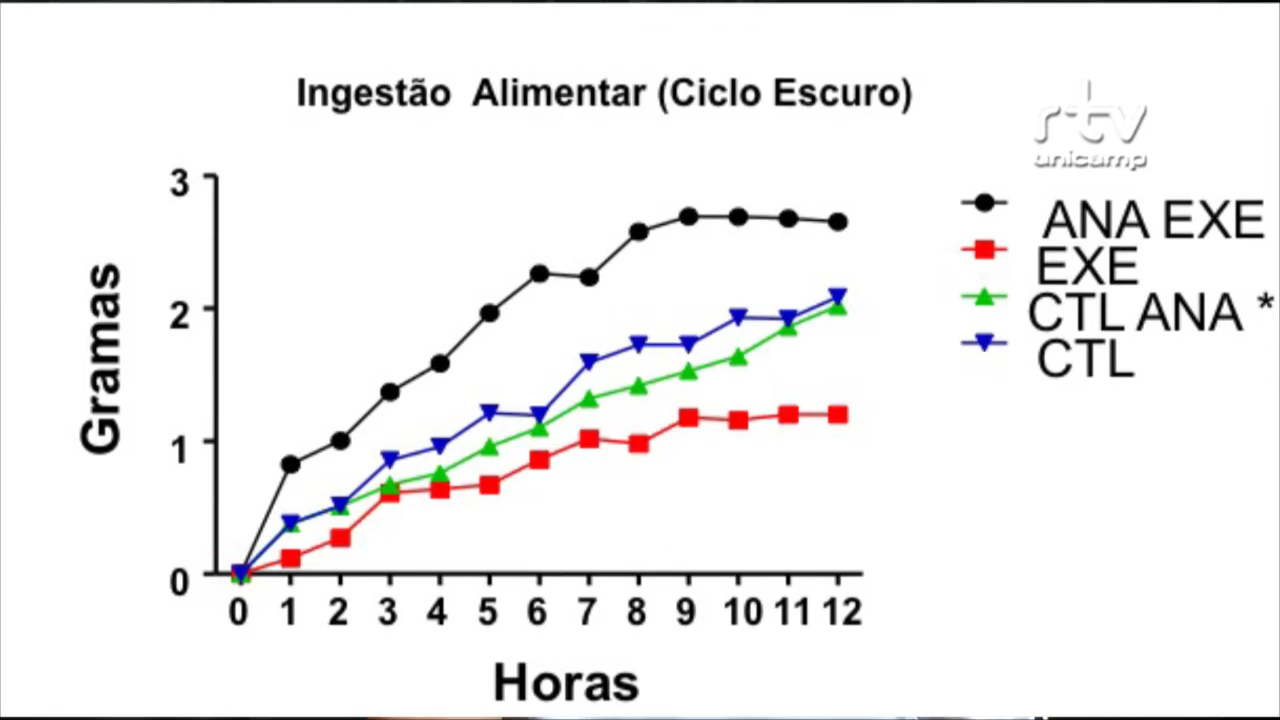 Ingestão Alimentar (Ciclo Escuro)
rtv
unicamp
3
2
1
0
Gramas
0 1 2 3 4 5 6 7 8 9 10 11 12
Horas
ANA EXE
EXE
CTL ANA *
CTL